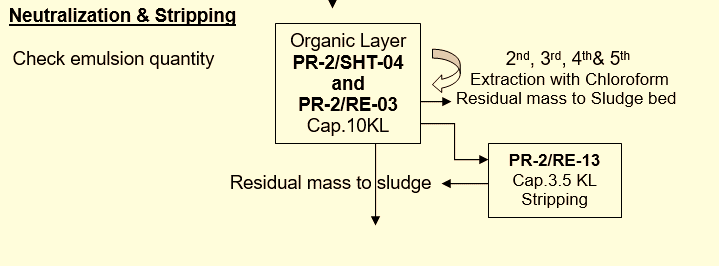 Neutralization & Stripping
Check emulsion quantity
Organic Layer
PR-2/SHT-04
and
PR-2/RE-03
Cap.10KL
2nd, 3rd, 4th& 5th
Extraction with Chloroform
Residual mass to Sludge bed
PR-2/RE-13
Cap.3.5 KL
Stripping
Residual mass to sludge